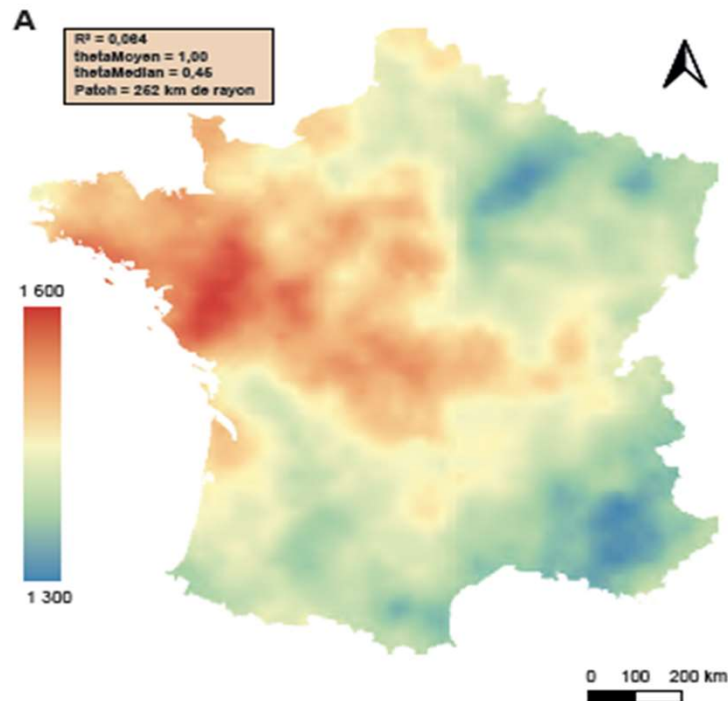 A
R² = 0,064
thetaMoyen = 1,00
thetaMedian = 0,45
Patch = 262 km de rayon
1 600
1 300
0 100 200 km